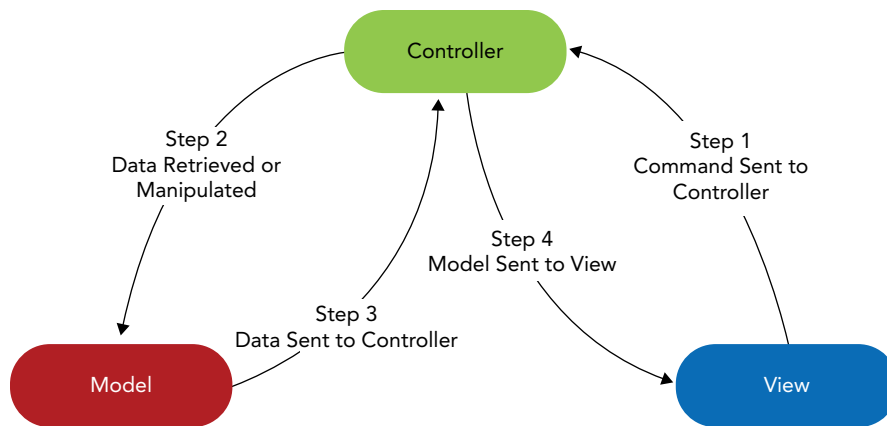 Controller
Step 2
Data Retrieved or
Manipulated
Step 1
Command Sent to
Controller
Step 4
Model Sent to View
Step 3
Data Sent to Controller
Model
View